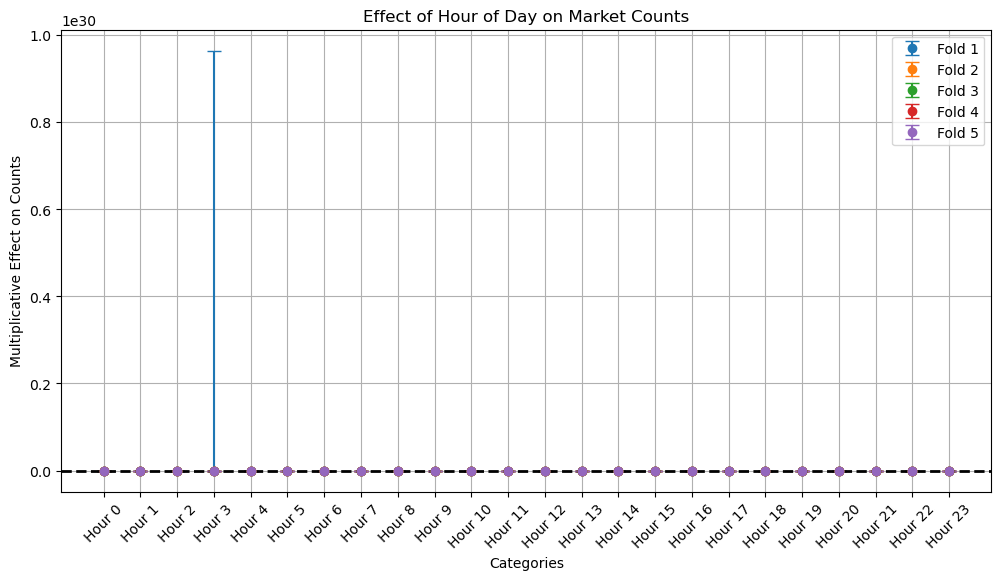 Effect of Hour of Day on Market Counts
1e30
1.0
0.8
0.6
0.4
0.2
0.0
Multiplicative Effect on Counts
Fold 1
Fold 2
Fold 3
Fold 4
Fold 5
Hour 0
Hour 1
Hour 2
Hour 3
Hour 4
Hour 5
Hour 6
Hour 7
Hour 8
Hour 9
Hour 10
Hour 11
Hour 12
Hour 13
Hour 14
Hour 15
Hour 16
Hour 17
Hour 18
Hour 19
Hour 20
Hour 21
Hour 22
Hour 23
Categories